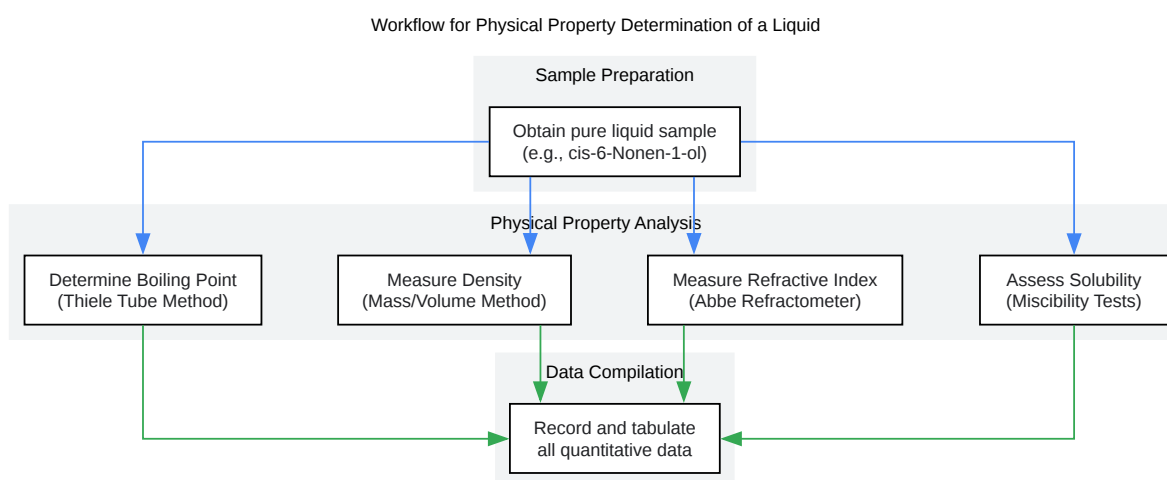 Workflow for Physical Property Determination of a Liquid
Sample Preparation
Obtain pure liquid sample
(e.g., cis-6-Nonen-1-ol)
Physical Property Analysis
Determine Boiling Point
(Thiele Tube Method)
Measure Density
(Mass/Volume Method)
Measure Refractive Index
(Abbe Refractometer)
Assess Solubility
(Miscibility Tests)
Data Compilation
Record and tabulate
all quantitative data